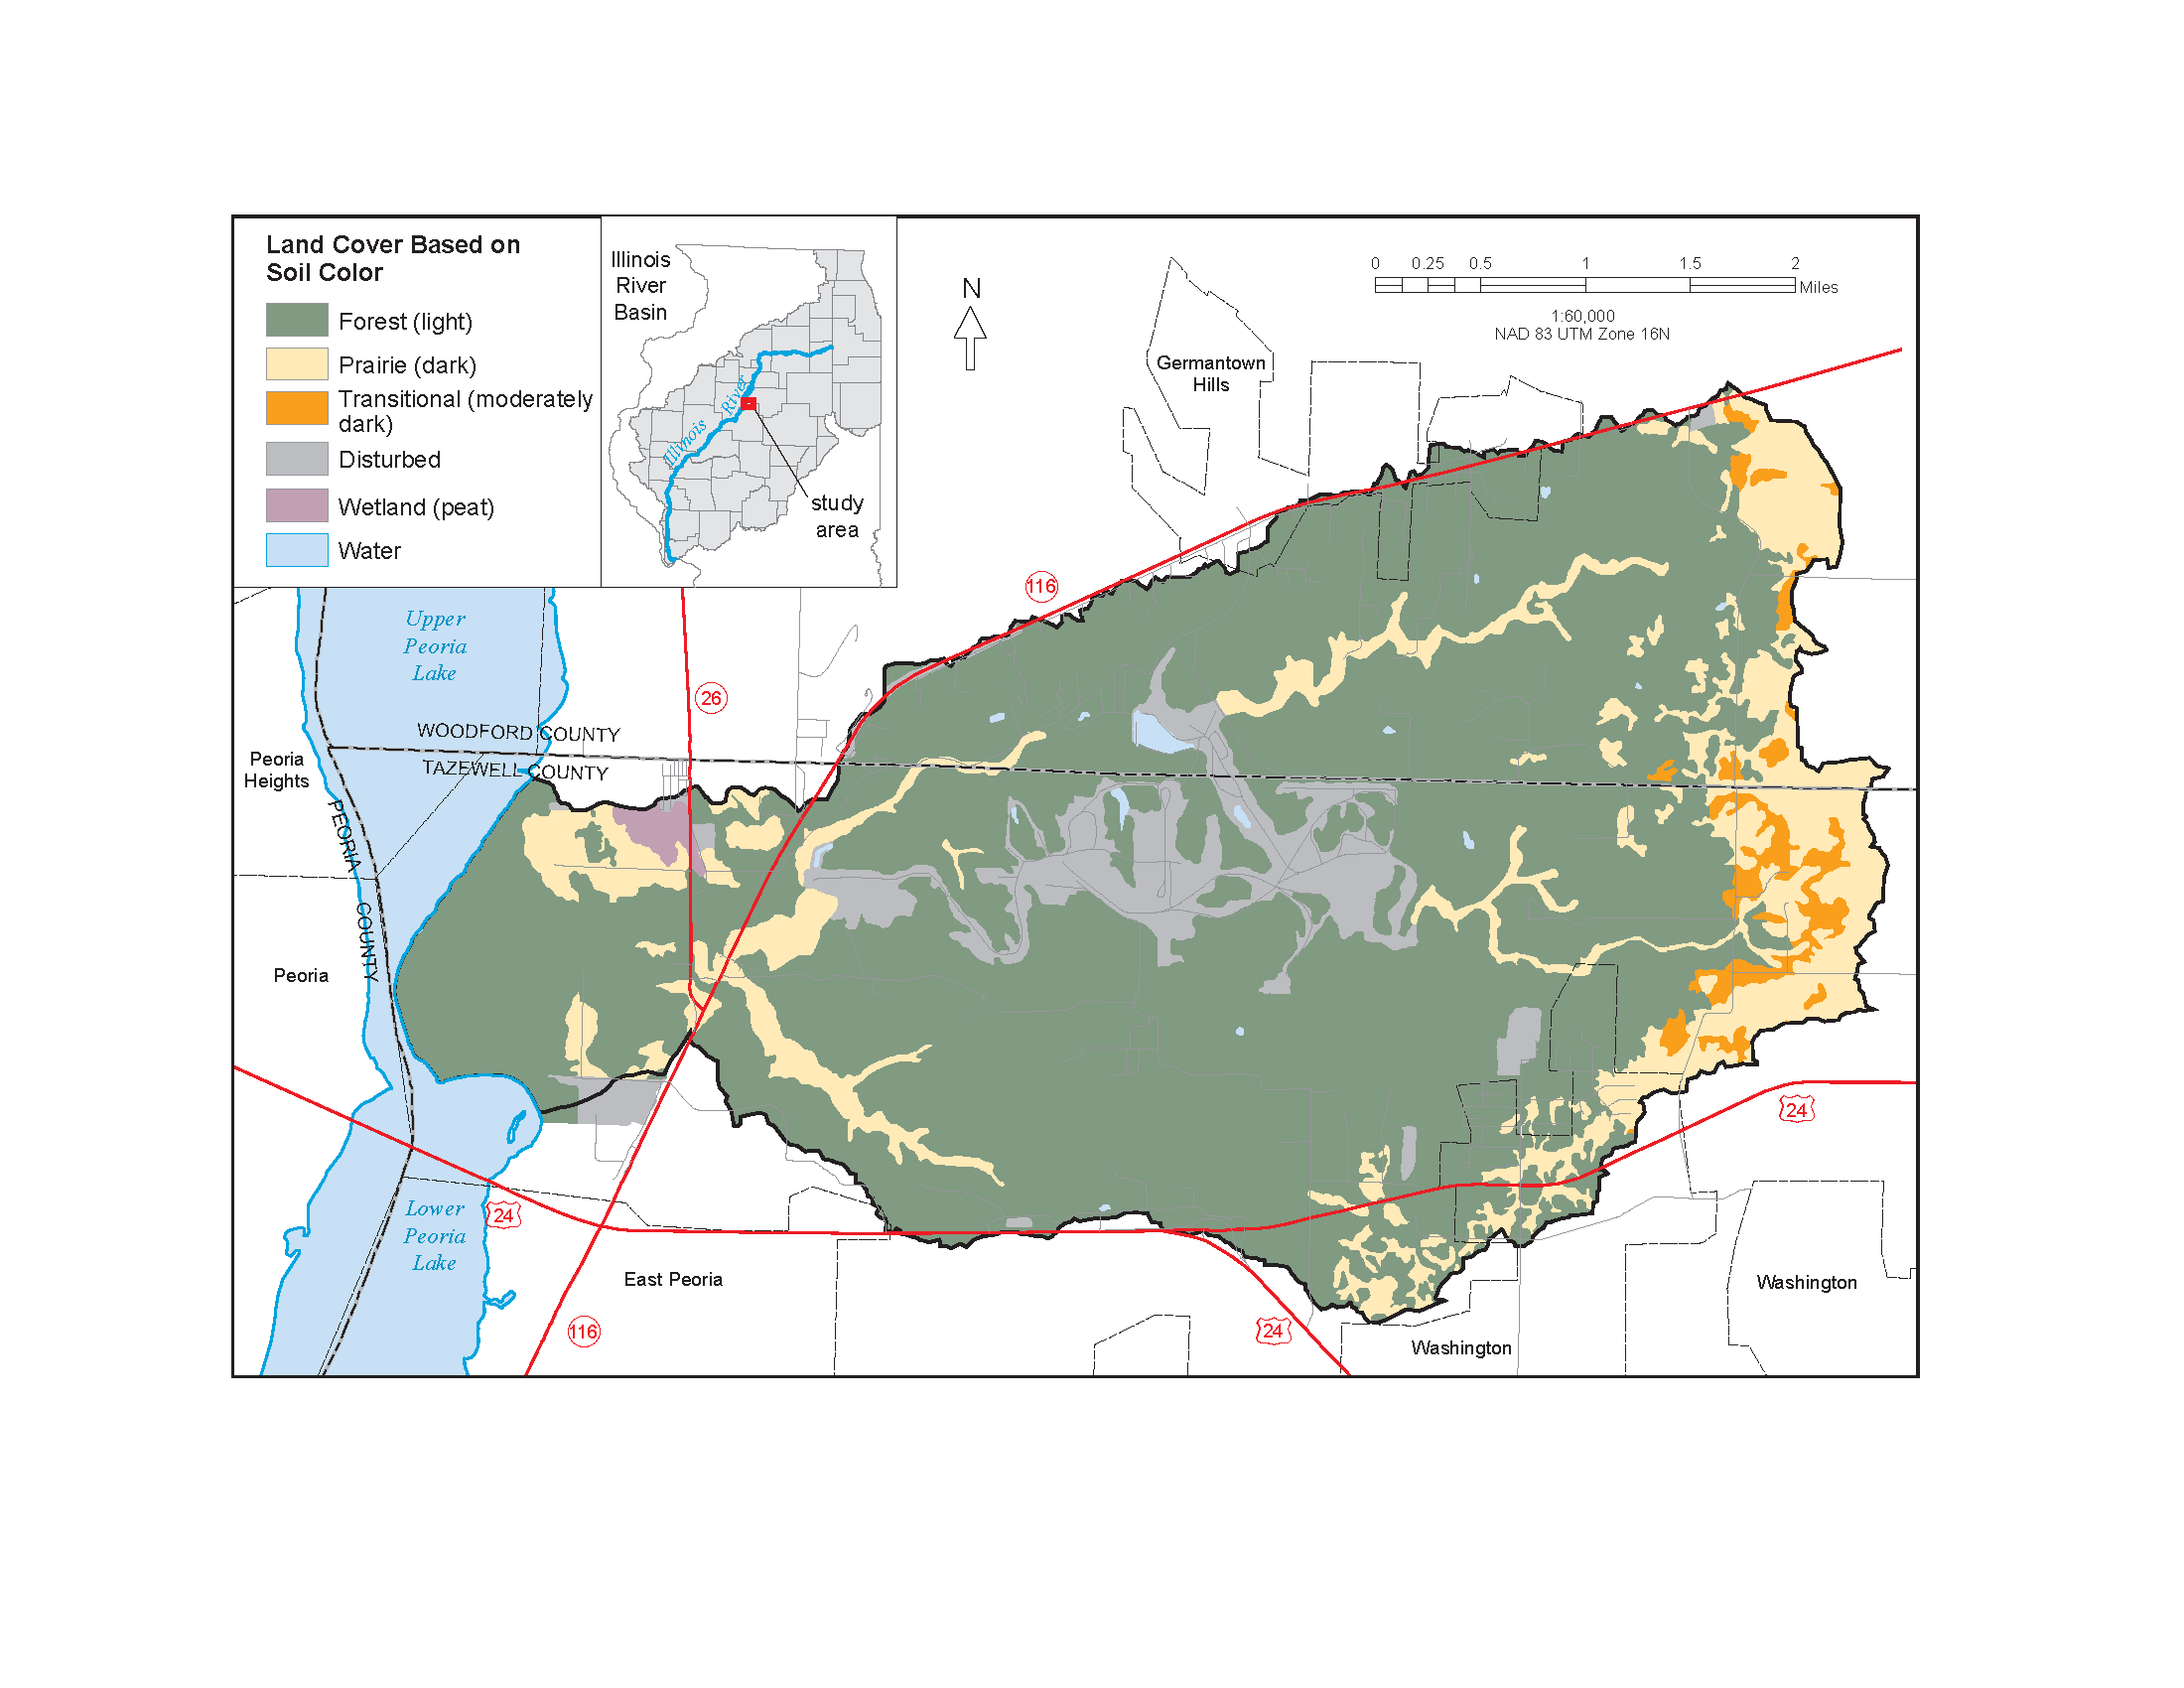 Land Cover Based on
Soil Color
Forest (light)
Prairie (dark)
Transitional (moderately
dark)
Disturbed
Wetland (peat)
Water
Illinois
River
Basin
Illinois
River
study
area
N
0 0.25 0.5 1 1.5 2
Miles
1:60,000
NAD 83 UTM Zone 16N
Germantown
Hills
116
Upper
Peoria
Lake
26
WOODFORD COUNTY
TAZEWELL COUNTY
Peoria
Heights
PEORIA
COUNTY
Peoria
24
24
Lower
Peoria
Lake
East Peoria
116
24
Washington
Washington